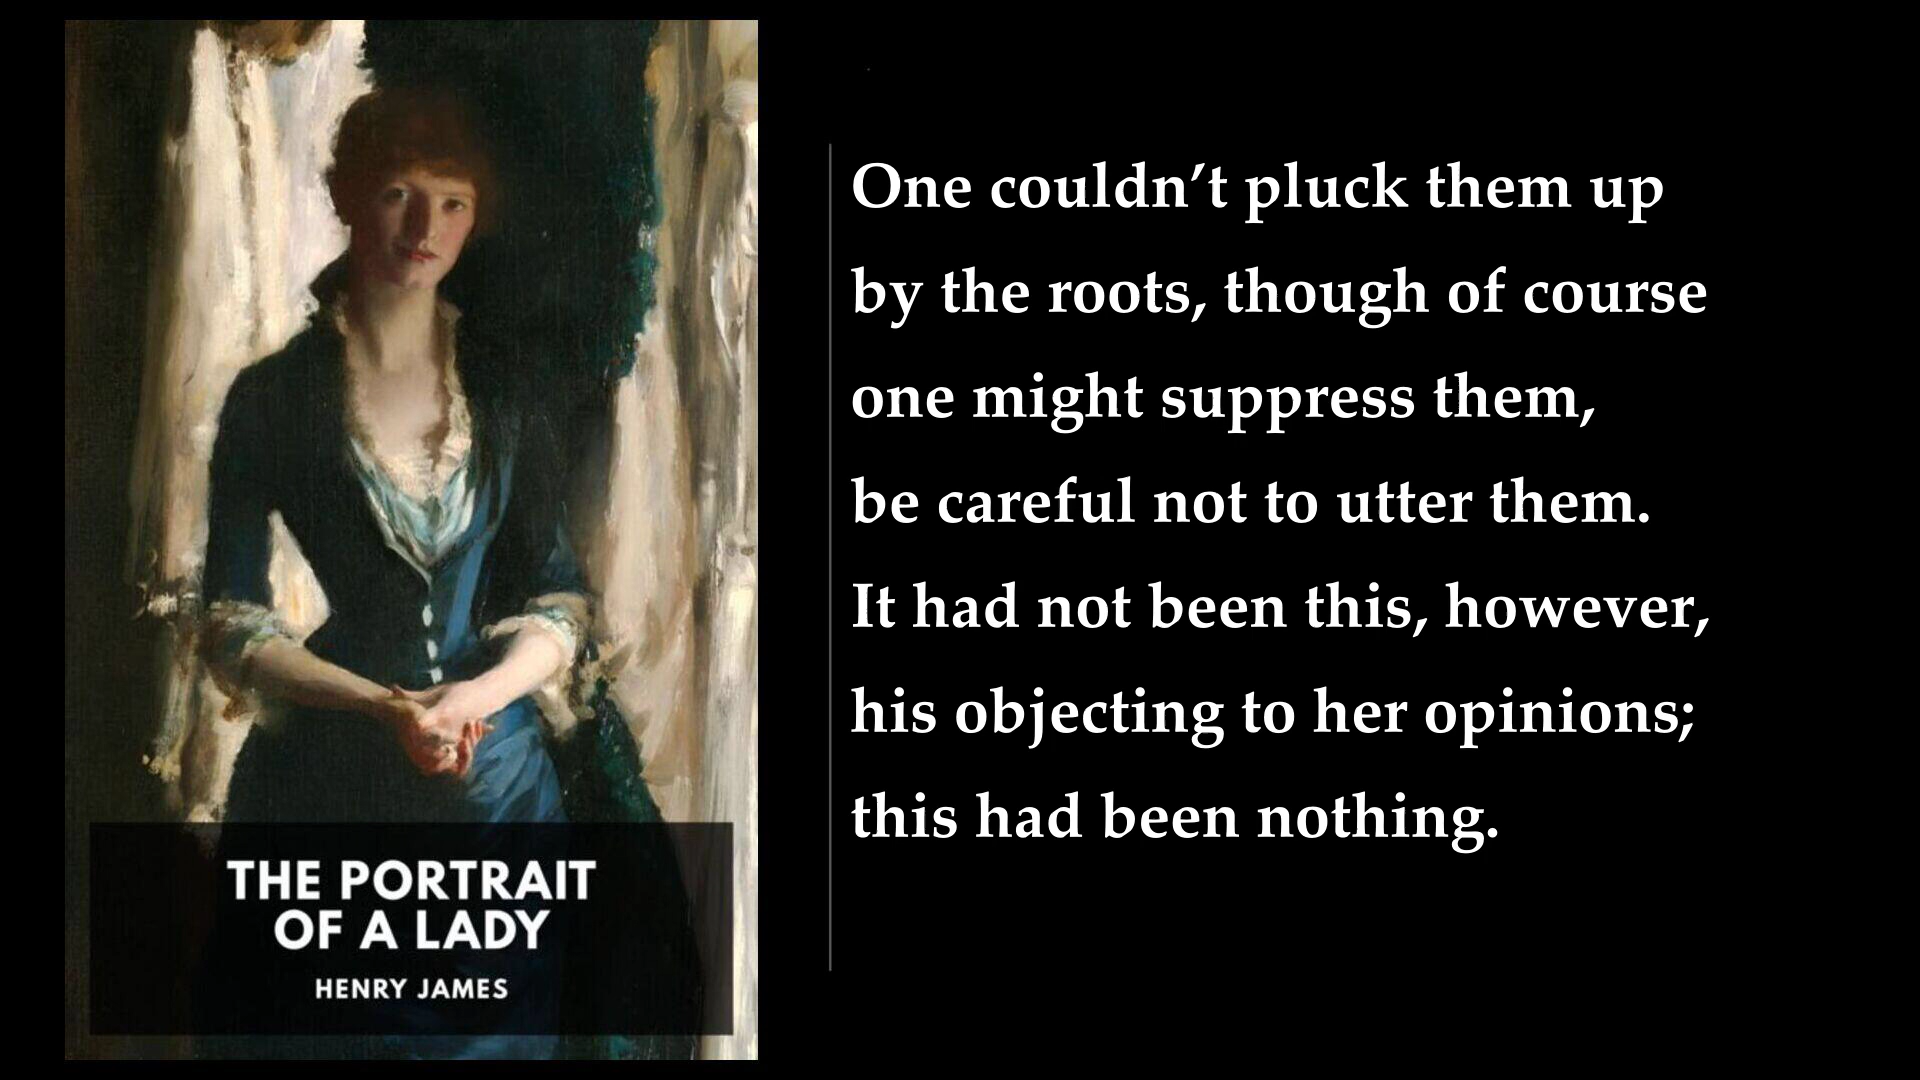 One couldn’t pluck them up
by the roots, though of course
one might suppress them,
be careful not to utter them.
It had not been this, however,
his objecting to her opinions;
this had been nothing.
THE PORTRAIT
OF A LADY
HENRY JAMES